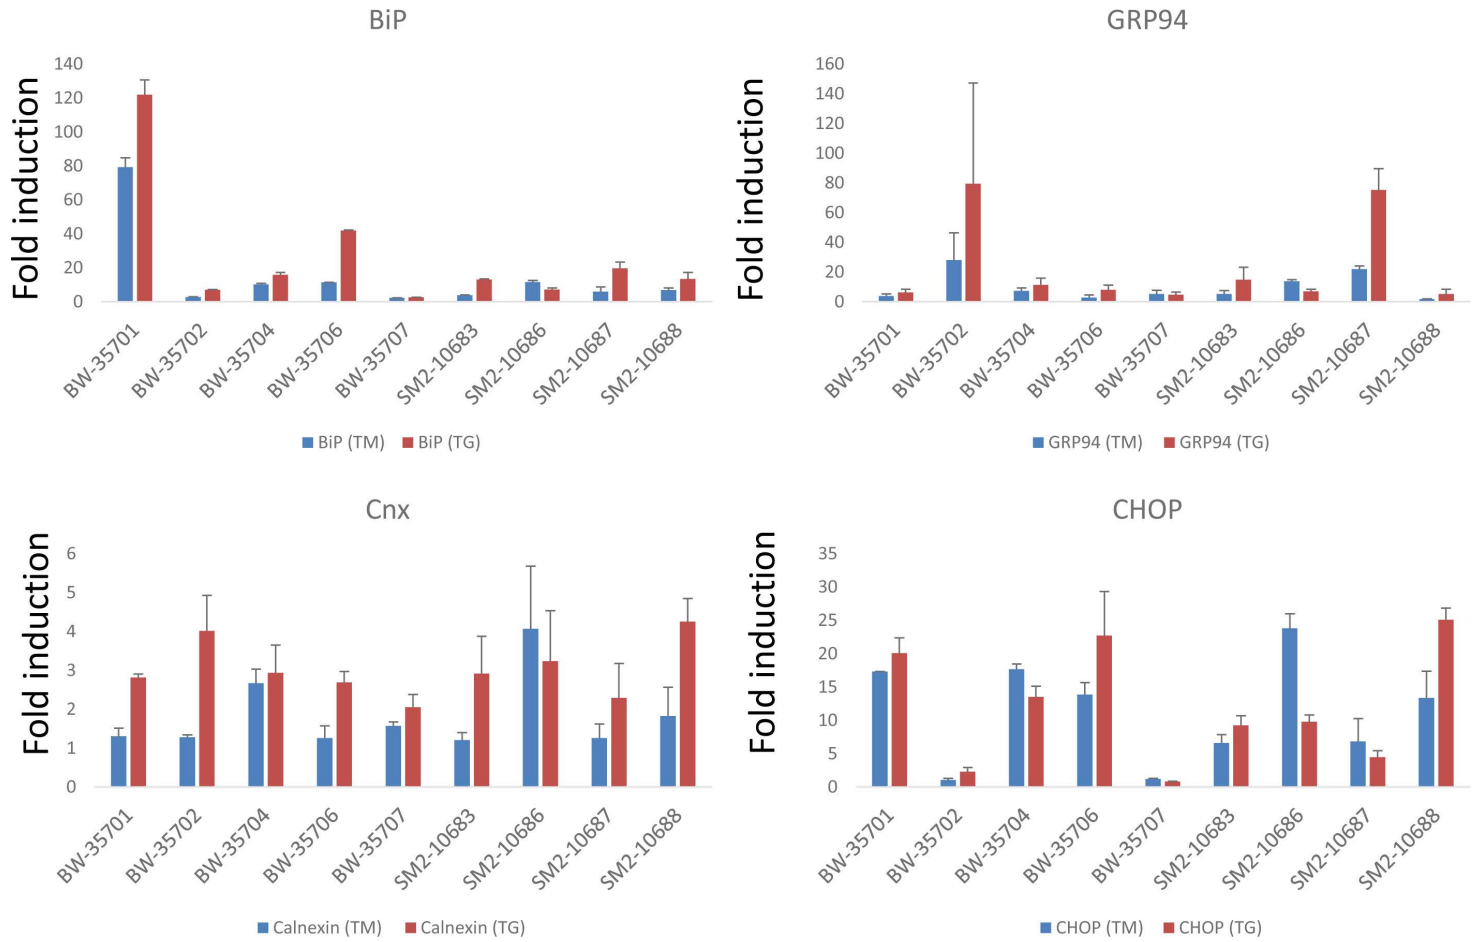 BiP
Fold induction
140
120
100
80
60
40
20
0
BW-35701
BW-35702
BW-35704
BW-35706
BW-35707
SM2-10683
SM2-10686
SM2-10687
SM2-10688
BiP (TM) BiP (TG)
GRP94
Fold induction
160
140
120
100
80
60
40
20
0
BW-35701
BW-35702
BW-35704
BW-35706
BW-35707
SM2-10683
SM2-10686
SM2-10687
SM2-10688
GRP94 (TM) GRP94 (TG)
Cnx
Fold induction
6
5
4
3
2
1
0
BW-35701
BW-35702
BW-35704
BW-35706
BW-35707
SM2-10683
SM2-10686
SM2-10687
SM2-10688
Calnexin (TM) Calnexin (TG)
CHOP
Fold induction
35
30
25
20
15
10
5
0
BW-35701
BW-35702
BW-35704
BW-35706
BW-35707
SM2-10683
SM2-10686
SM2-10687
SM2-10688
CHOP (TM) CHOP (TG)